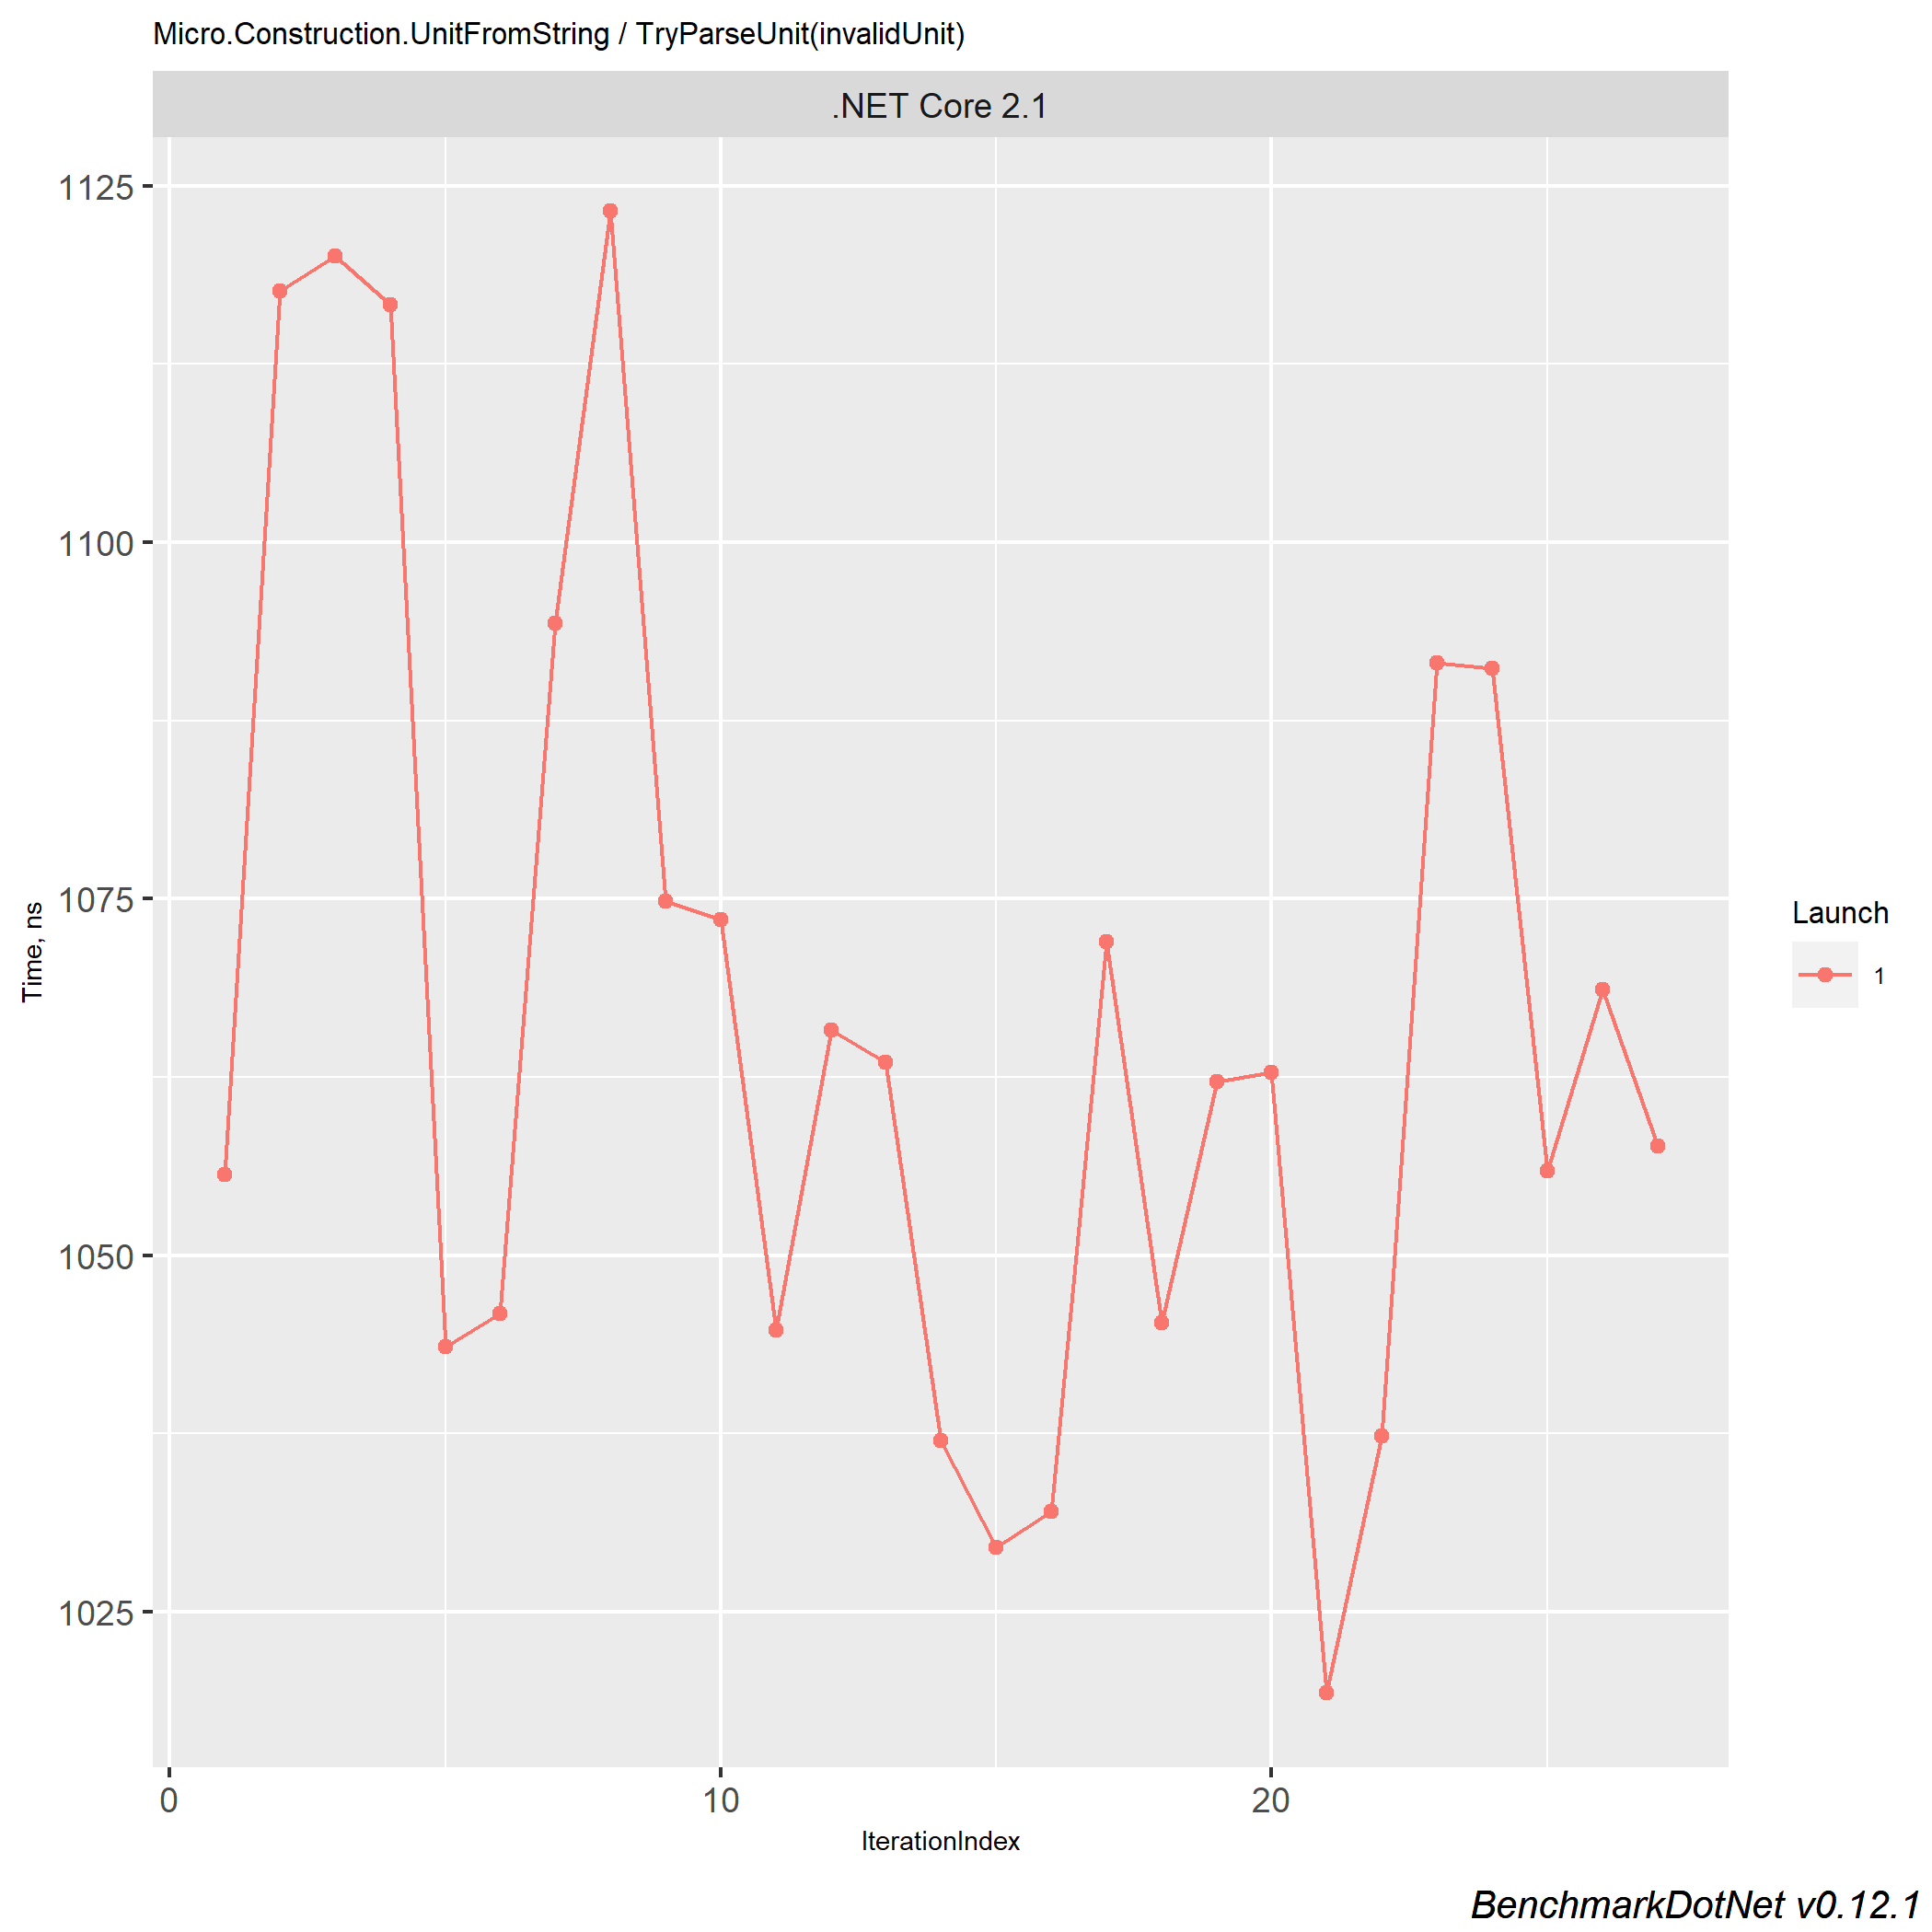 Micro.Construction.UnitFromString / TryParseUnit(invalidUnit)
.NET Core 2.1
1125
1100
1075
1050
1025
Time, ns
0 10 20
IterationIndex
Launch
1
BenchmarkDotNet v0.12.1